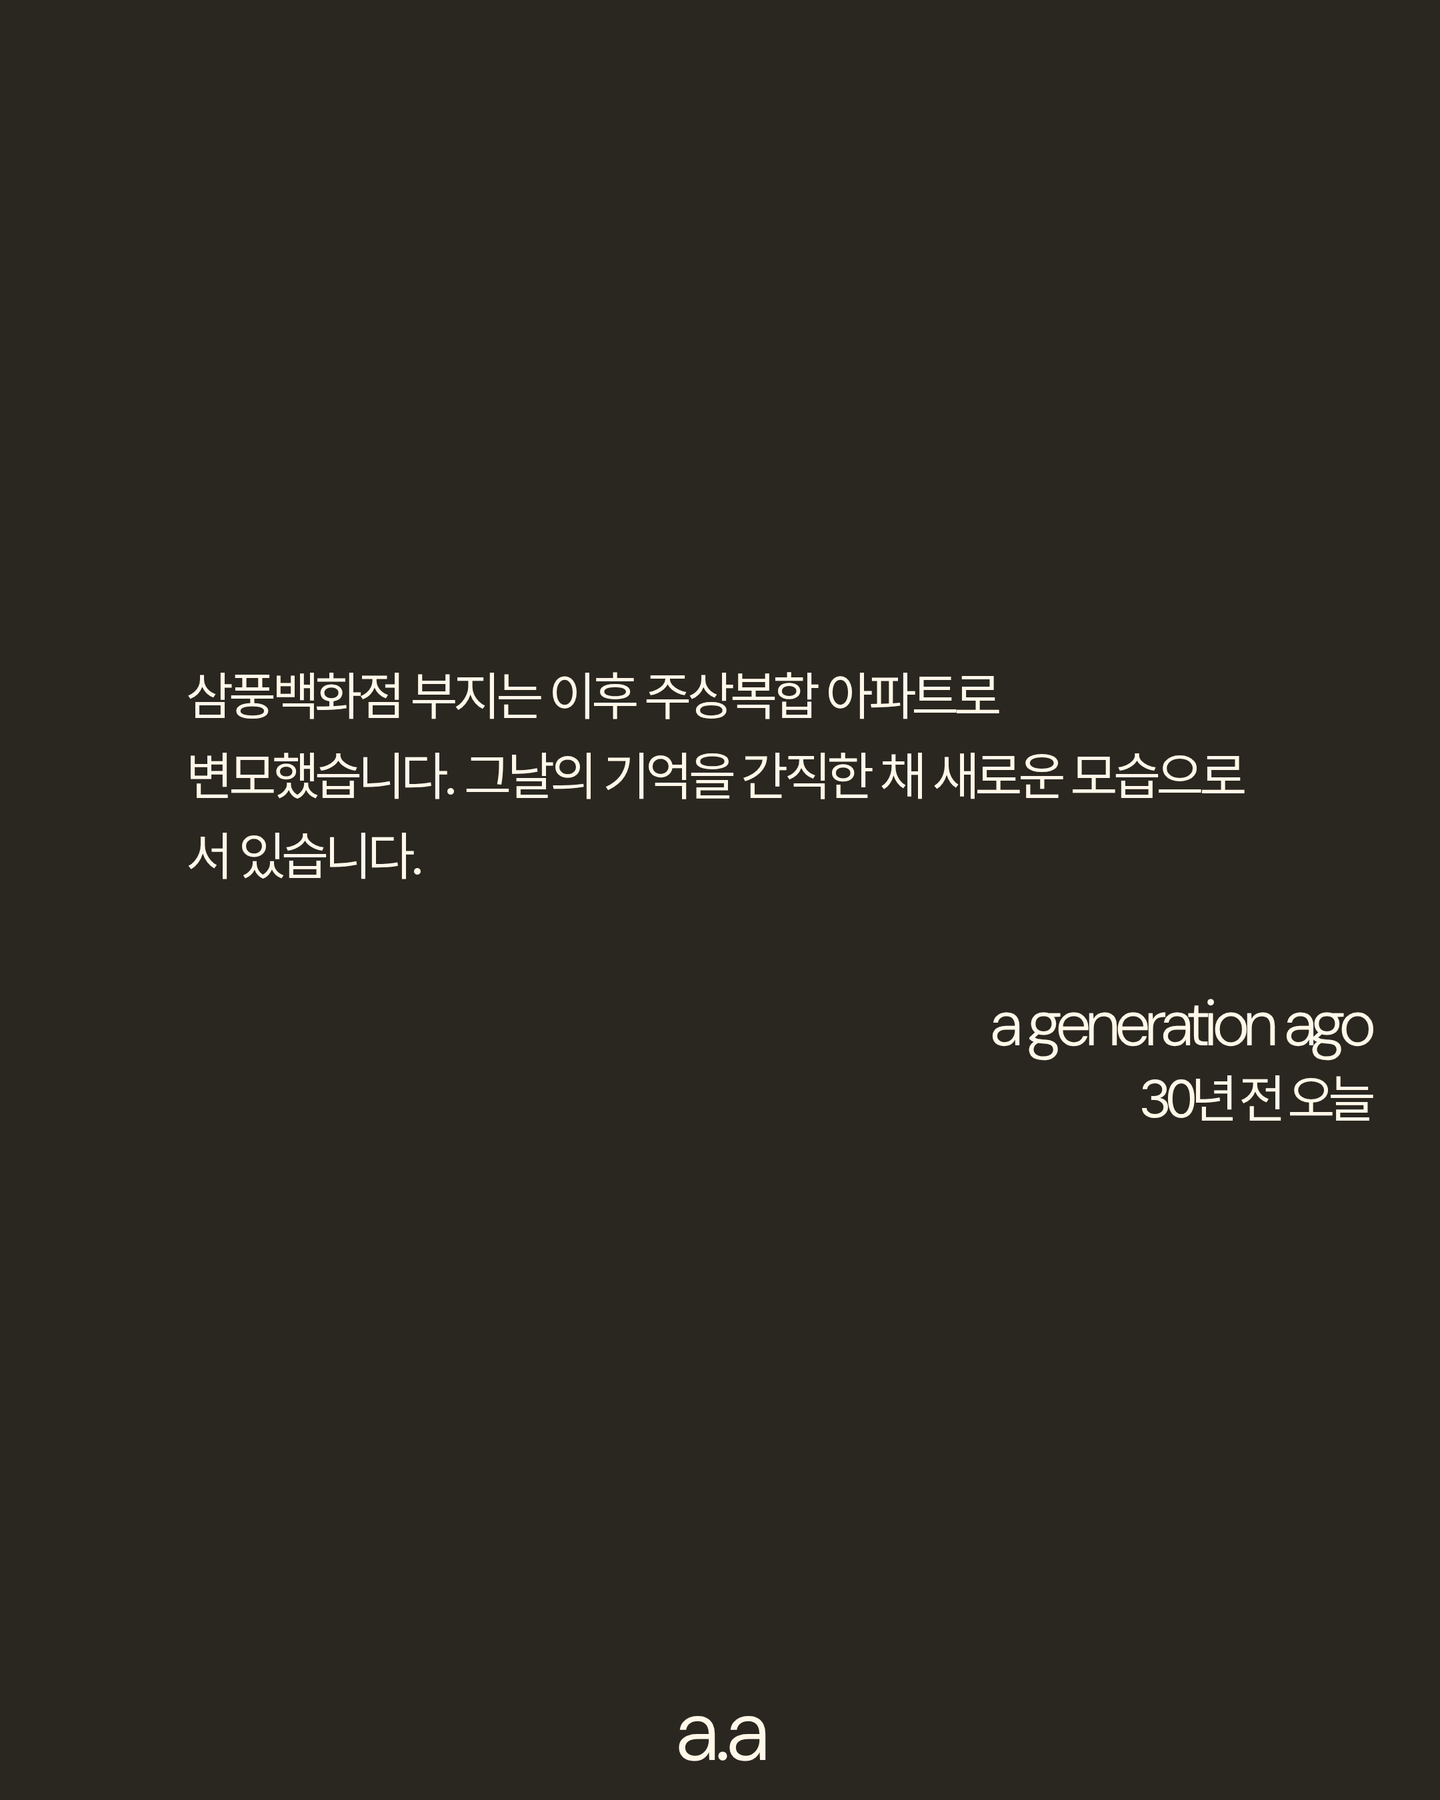 삼풍백화점 부지는 이후 주상복합 아파트로
변모했습니다. 그날의 기억을 간직한 채 새로운 모습으로
서 있습니다.
a generation ago
30년 전 오늘
a.a